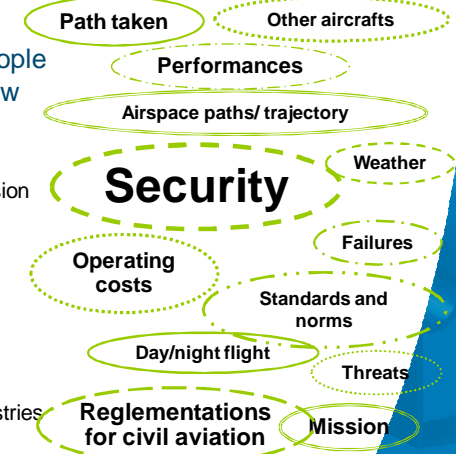 Path taken
Other aircrafts
ople
Performances
w
Airspace paths/ trajectory
Weather
Security
sion
Failures
Operating
costs
Standards and
norms
Day/night flight
Threats
stries
Reglementations
for civil aviation
Mission